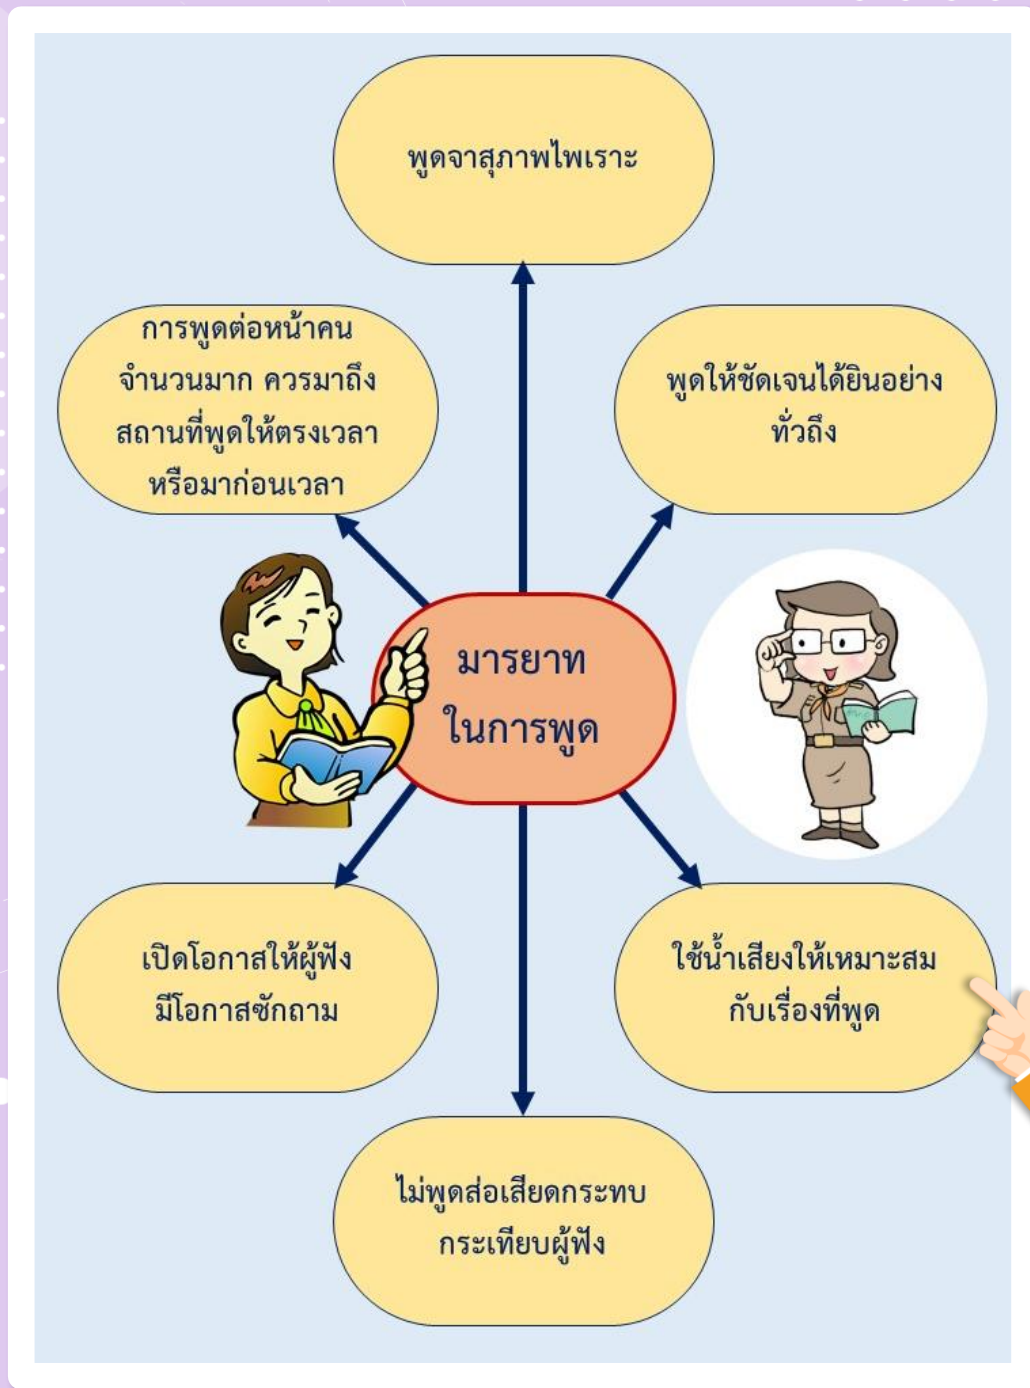 พูดจาสุภาพไพเราะ
การพูดต่อหน้าคน
จำนวนมาก ควรมาถึง
สถานที่พูดให้ตรงเวลา
หรือมาก่อนเวลา
พูดให้ชัดเจนได้ยินอย่าง
ทั่วถึง
มารยาท
ในการพูด
เปิดโอกาสให้ผู้ฟัง
มีโอกาสซักถาม
ใช้น้ำเสียงให้เหมาะสม
กับเรื่องที่พูด
ไม่พูดส่อเสียดกระทบ
กระเทียบผู้ฟัง